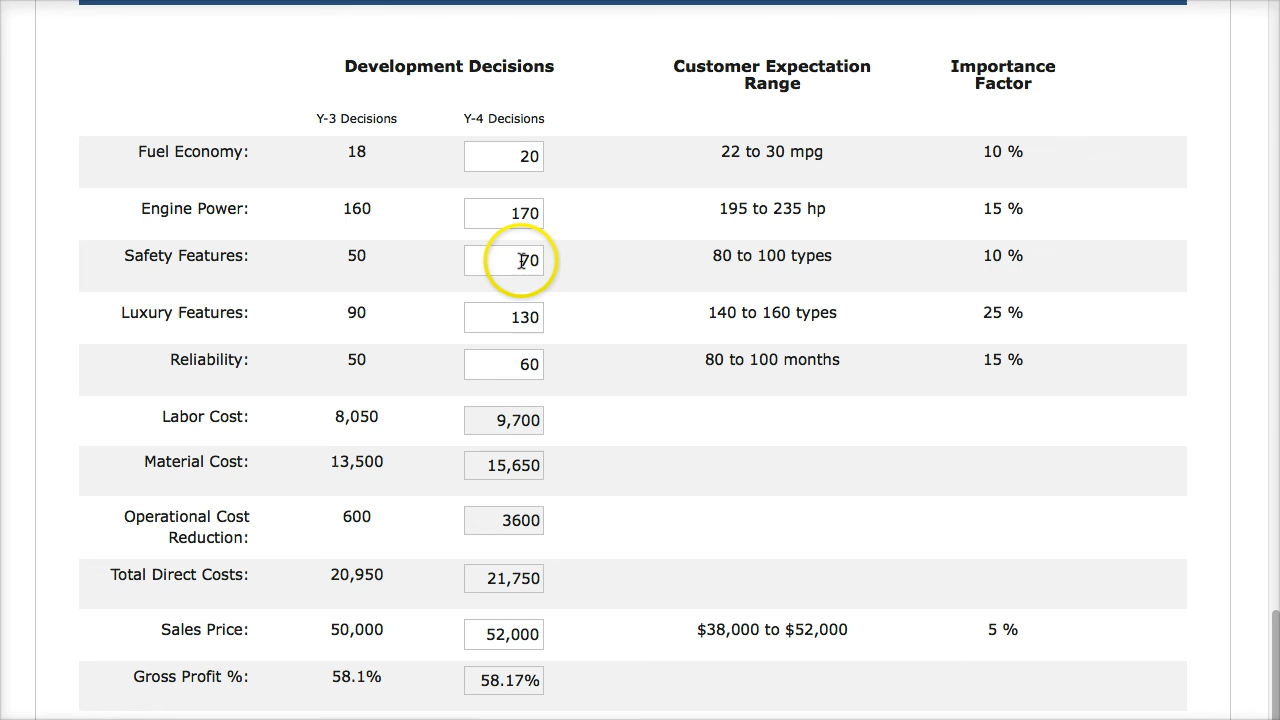 Development Decisions Customer Expectation Importance
Range Factor
Y-3 Decisions Y-4 Decisions
Fuel Economy: 18 20 22 to 30 mpg 10 %
Engine Power: 160 170 195 to 235 hp 15 %
Safety Features: 50 70 80 to 100 types 10 %
Luxury Features: 90 130 140 to 160 types 25 %
Reliability: 50 60 80 to 100 months 15 %
Labor Cost: 8,050 9,700
Material Cost: 13,500 15,650
Operational Cost 600 3600
Reduction:
Total Direct Costs: 20,950 21,750
Sales Price: 50,000 52,000 $38,000 to $52,000 5 %
Gross Profit %: 58.1% 58.17%